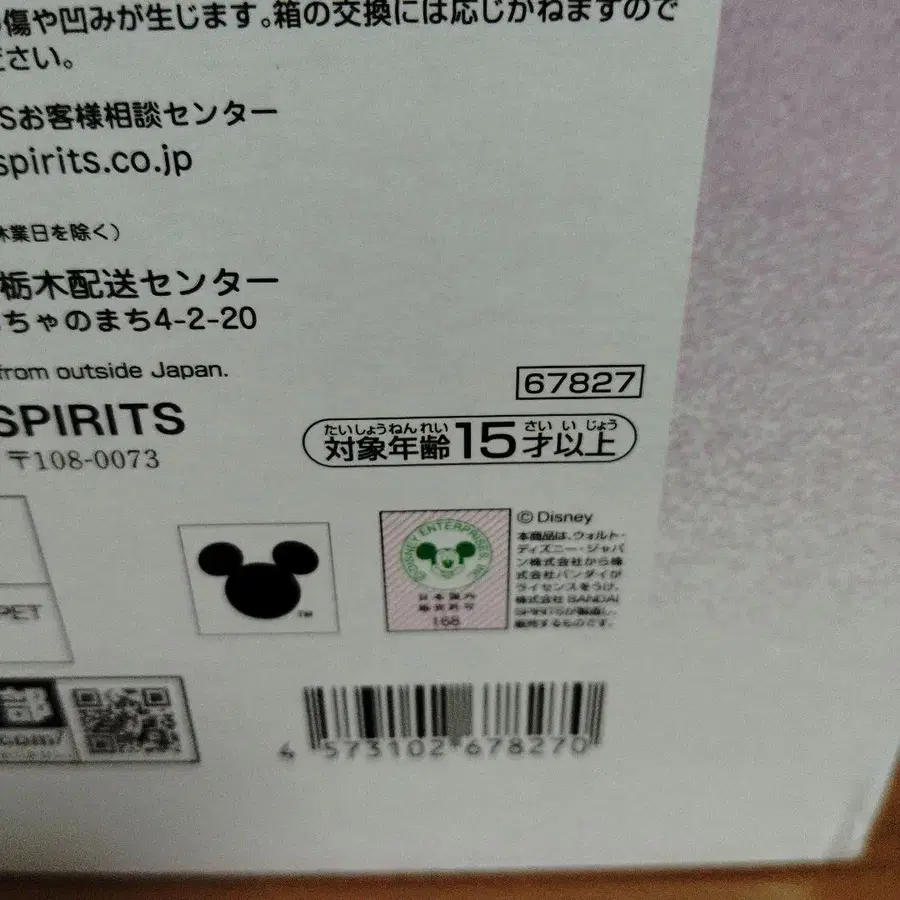 傷や凹みが生じます。箱の交換には応じかねますので
ださい。
Sお客様相談センター
spirits.co.jp
休業日を除く）
栃木配送センター
ちゃのまち4-2-20
from outside Japan.
67827
SPIRITS
たいしょうねんれい さい い じょう
対象年齢15才以上
〒108-0073
©Disney
本商品は、ウォルト・
ディズニー・ジャパ
ン株式会社から株
式会社バンダイが
ライセンスをうけ、
株式会社 BANDAI
SPIRITSが製造し、
販売するものです。
©DISNEY ENTERPRISES INC.
日本国内
販売許可
168
TM
PET
部
.com/
4 573102 678270